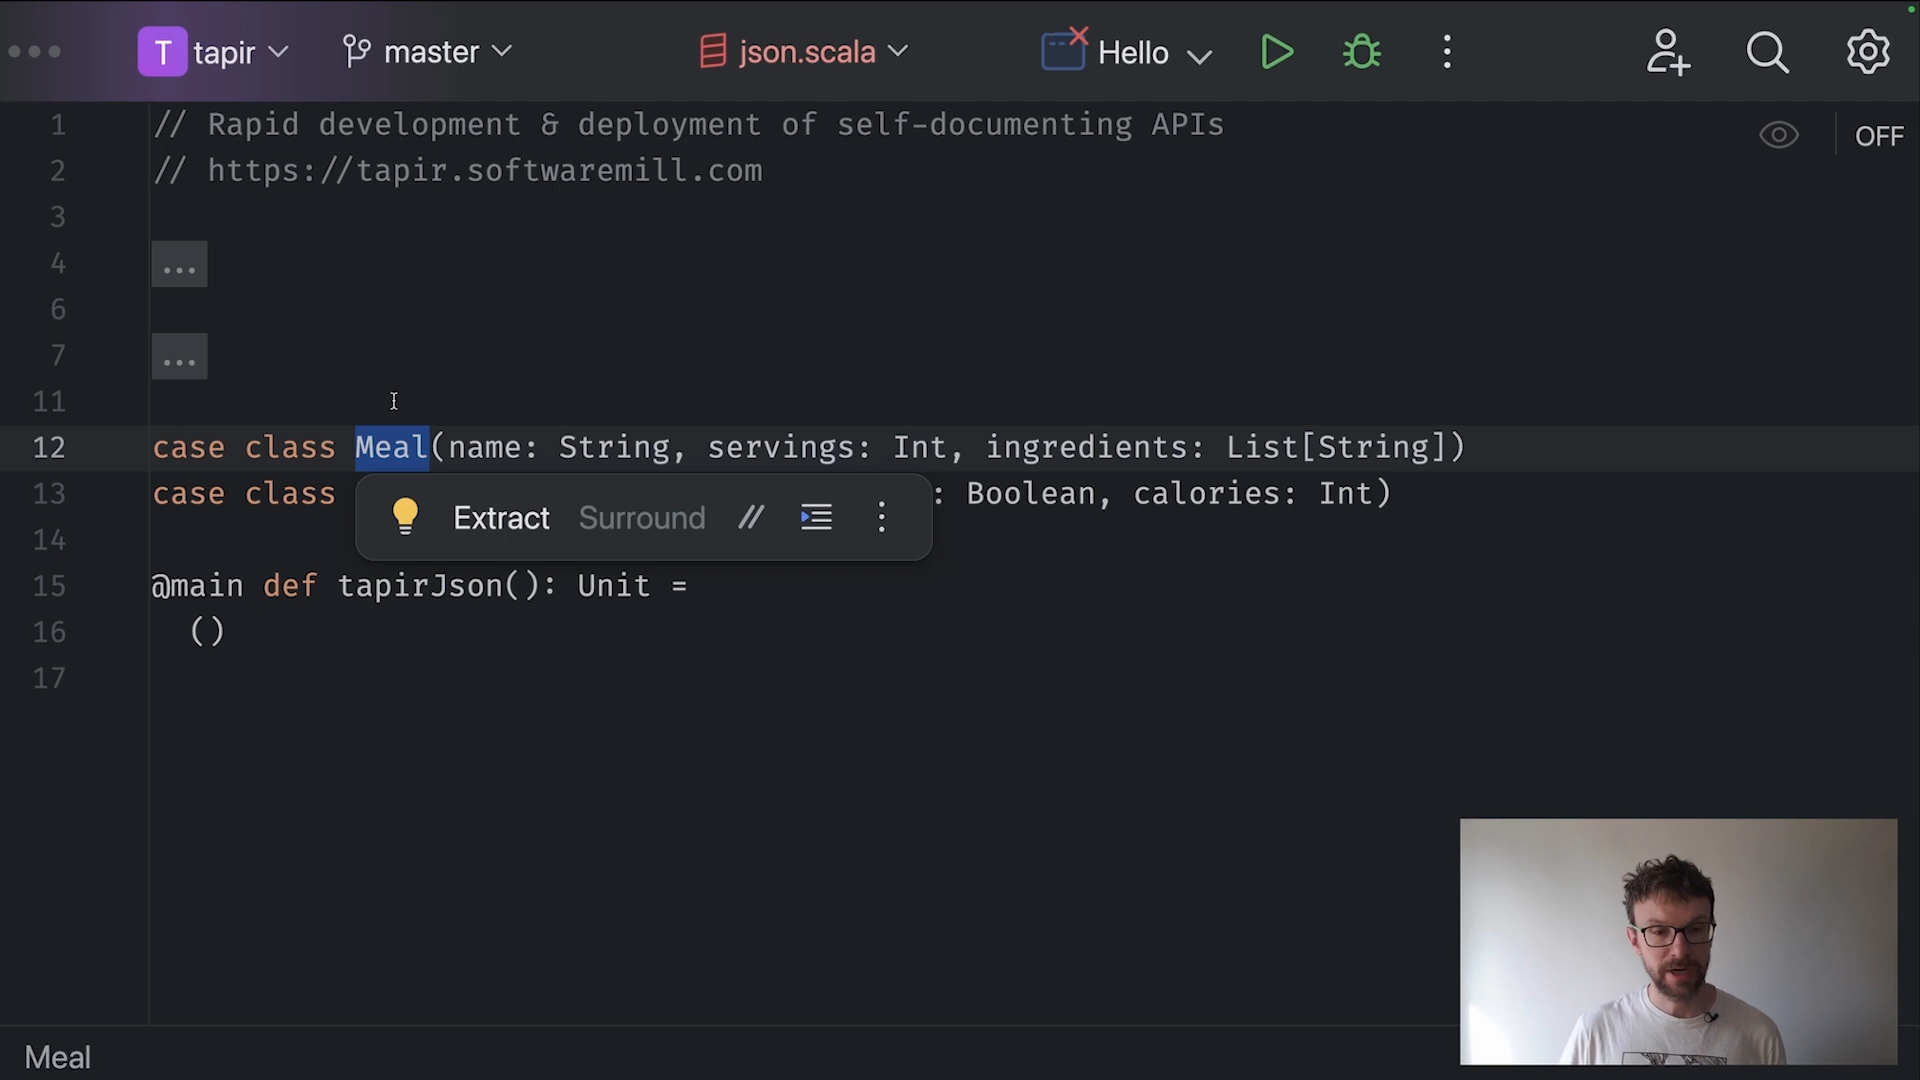 T tapir master json.scala Hello
1 // Rapid development & deployment of self-documenting APIs
OFF
2 // https://tapir.softwaremill.com
3
4 ...
6
7 ...
11
12 case class Meal(name: String, servings: Int, ingredients: List[String])
13 case class : Boolean, calories: Int)
Extract Surround //
14
15 @main def tapirJson(): Unit =
16 ()
17
Meal